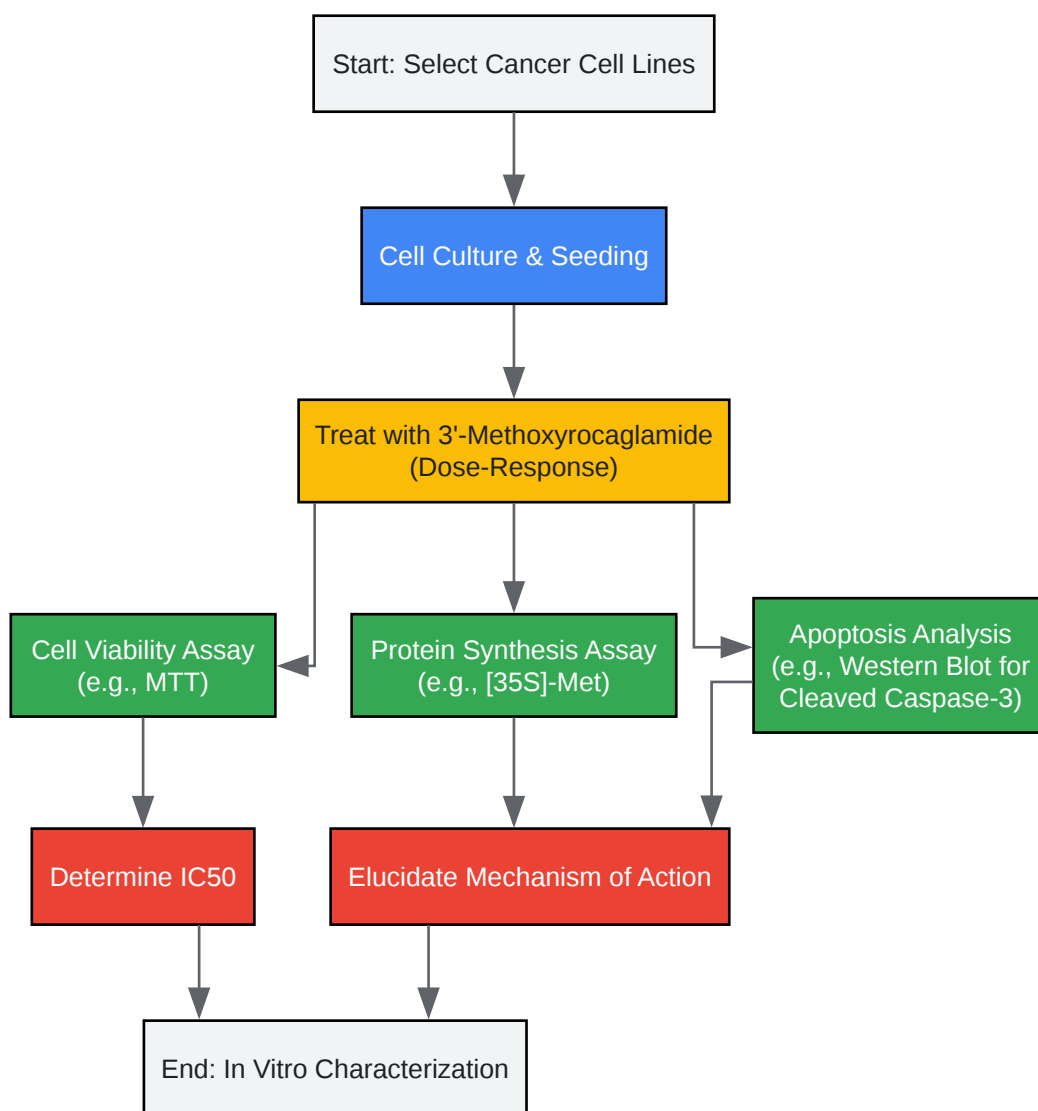 Start: Select Cancer Cell Lines
Cell Culture & Seeding
Treat with 3'-Methoxyrocaglamide
(Dose-Response)
Cell Viability Assay
(e.g., MTT)
Protein Synthesis Assay
(e.g., [35S]-Met)
Apoptosis Analysis
(e.g., Western Blot for
Cleaved Caspase-3)
Determine IC50
Elucidate Mechanism of Action
End: In Vitro Characterization